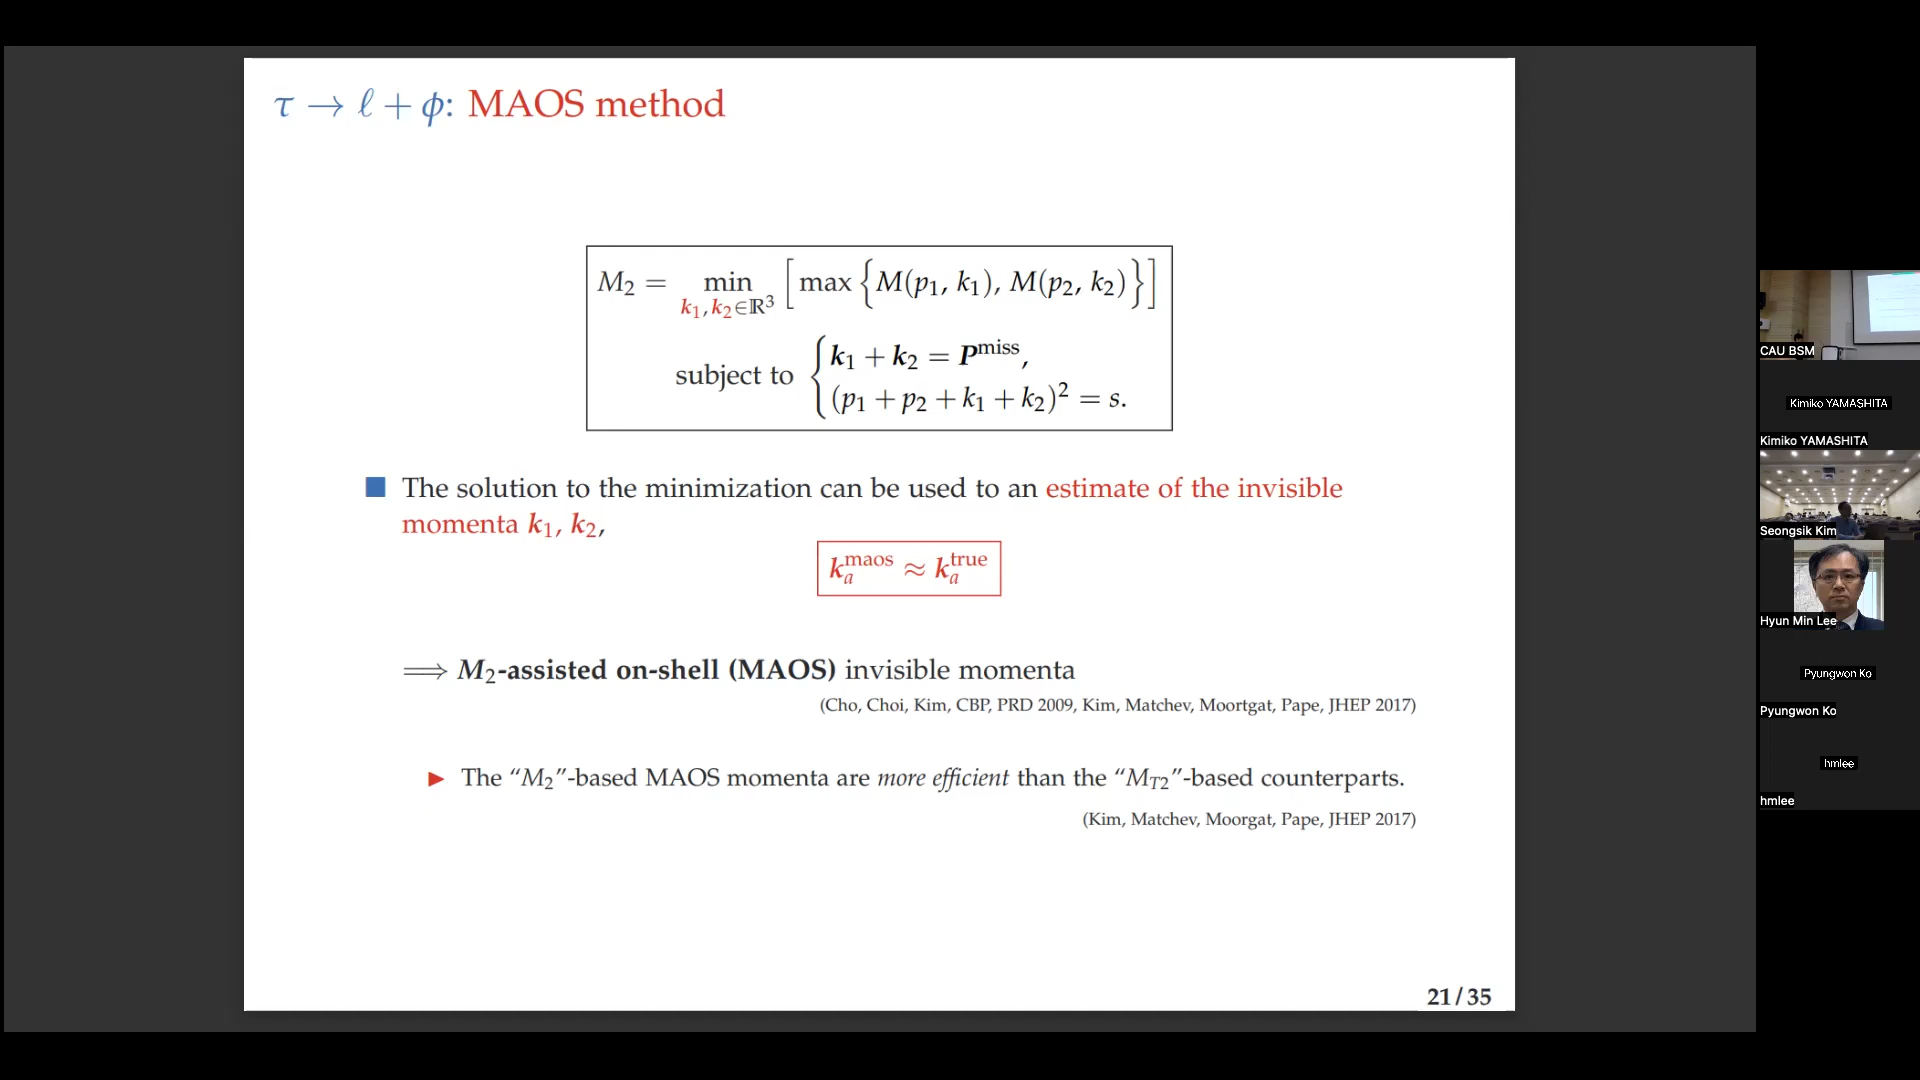 τ → ℓ + ϕ: MAOS method
M₂ = min [ max { M(p₁, k₁), M(p₂, k₂) } ]
k₁, k₂ ∈ ℝ³
subject to { k₁ + k₂ = P^miss,
(p₁ + p₂ + k₁ + k₂)² = s.
■ The solution to the minimization can be used to an estimate of the invisible
momenta k₁, k₂,
k_a^maos ≈ k_a^true
⟹ M₂-assisted on-shell (MAOS) invisible momenta
(Cho, Choi, Kim, CBP, PRD 2009, Kim, Matchev, Moortgat, Pape, JHEP 2017)
▶ The “M₂”-based MAOS momenta are more efficient than the “M_T2”-based counterparts.
(Kim, Matchev, Moorgat, Pape, JHEP 2017)
21 / 35
CAU BSM
Kimiko YAMASHITA
Kimiko YAMASHITA
Seongsik Kim
Hyun Min Lee
Pyungwon Ko
Pyungwon Ko
hmlee
hmlee